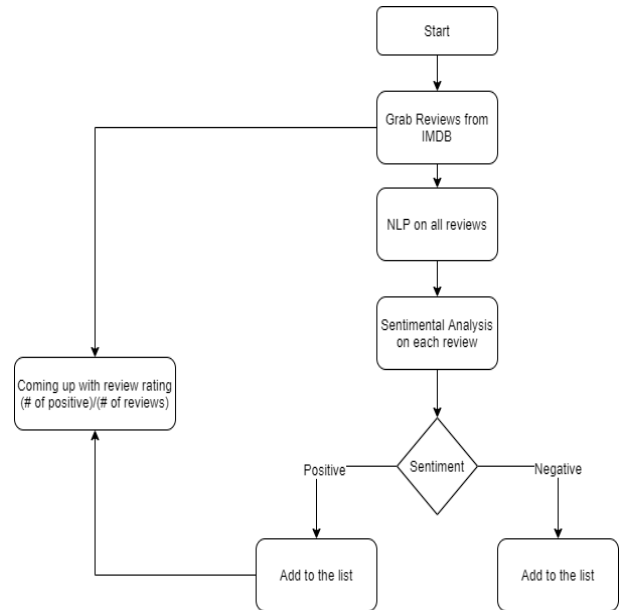 Start
Grab Reviews from
IMDB
NLP on all reviews
Sentimental Analysis
on each review
Coming up with review rating
(# of positive)/(# of reviews)
Sentiment
Positive
Negative
Add to the list
Add to the list